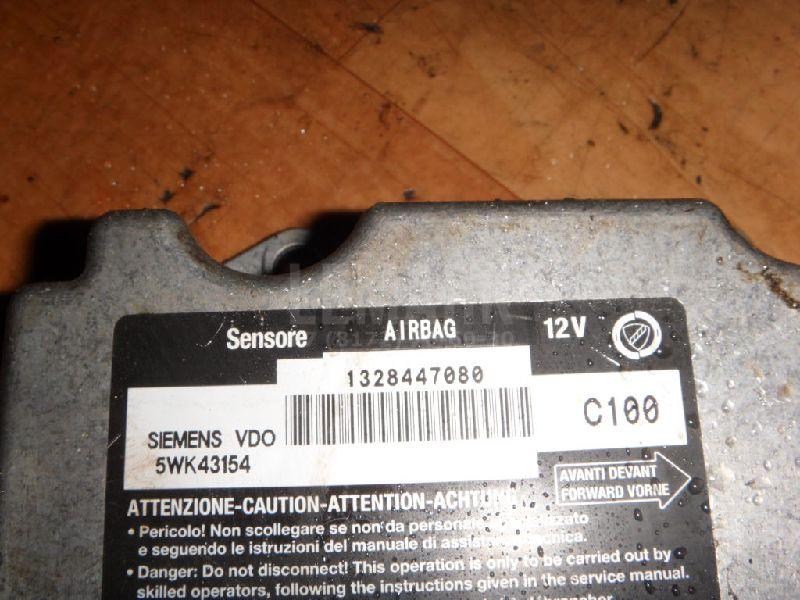 Sensore AIRBAG 12V
1328447080
C100
SIEMENS VDO
5WK43154
AVANTI DEVANT
FORWARD VORNE
ATTENZIONE-CAUTION-ATTENTION-ACHTUNG
• Pericolo! Non scollegare se non da personale
e seguendo le istruzioni del manuale di assistenza tecnica.
• Danger: Do not disconnect! This operation is only to be carried out by
skilled operators, following the instructions given in the service manual.